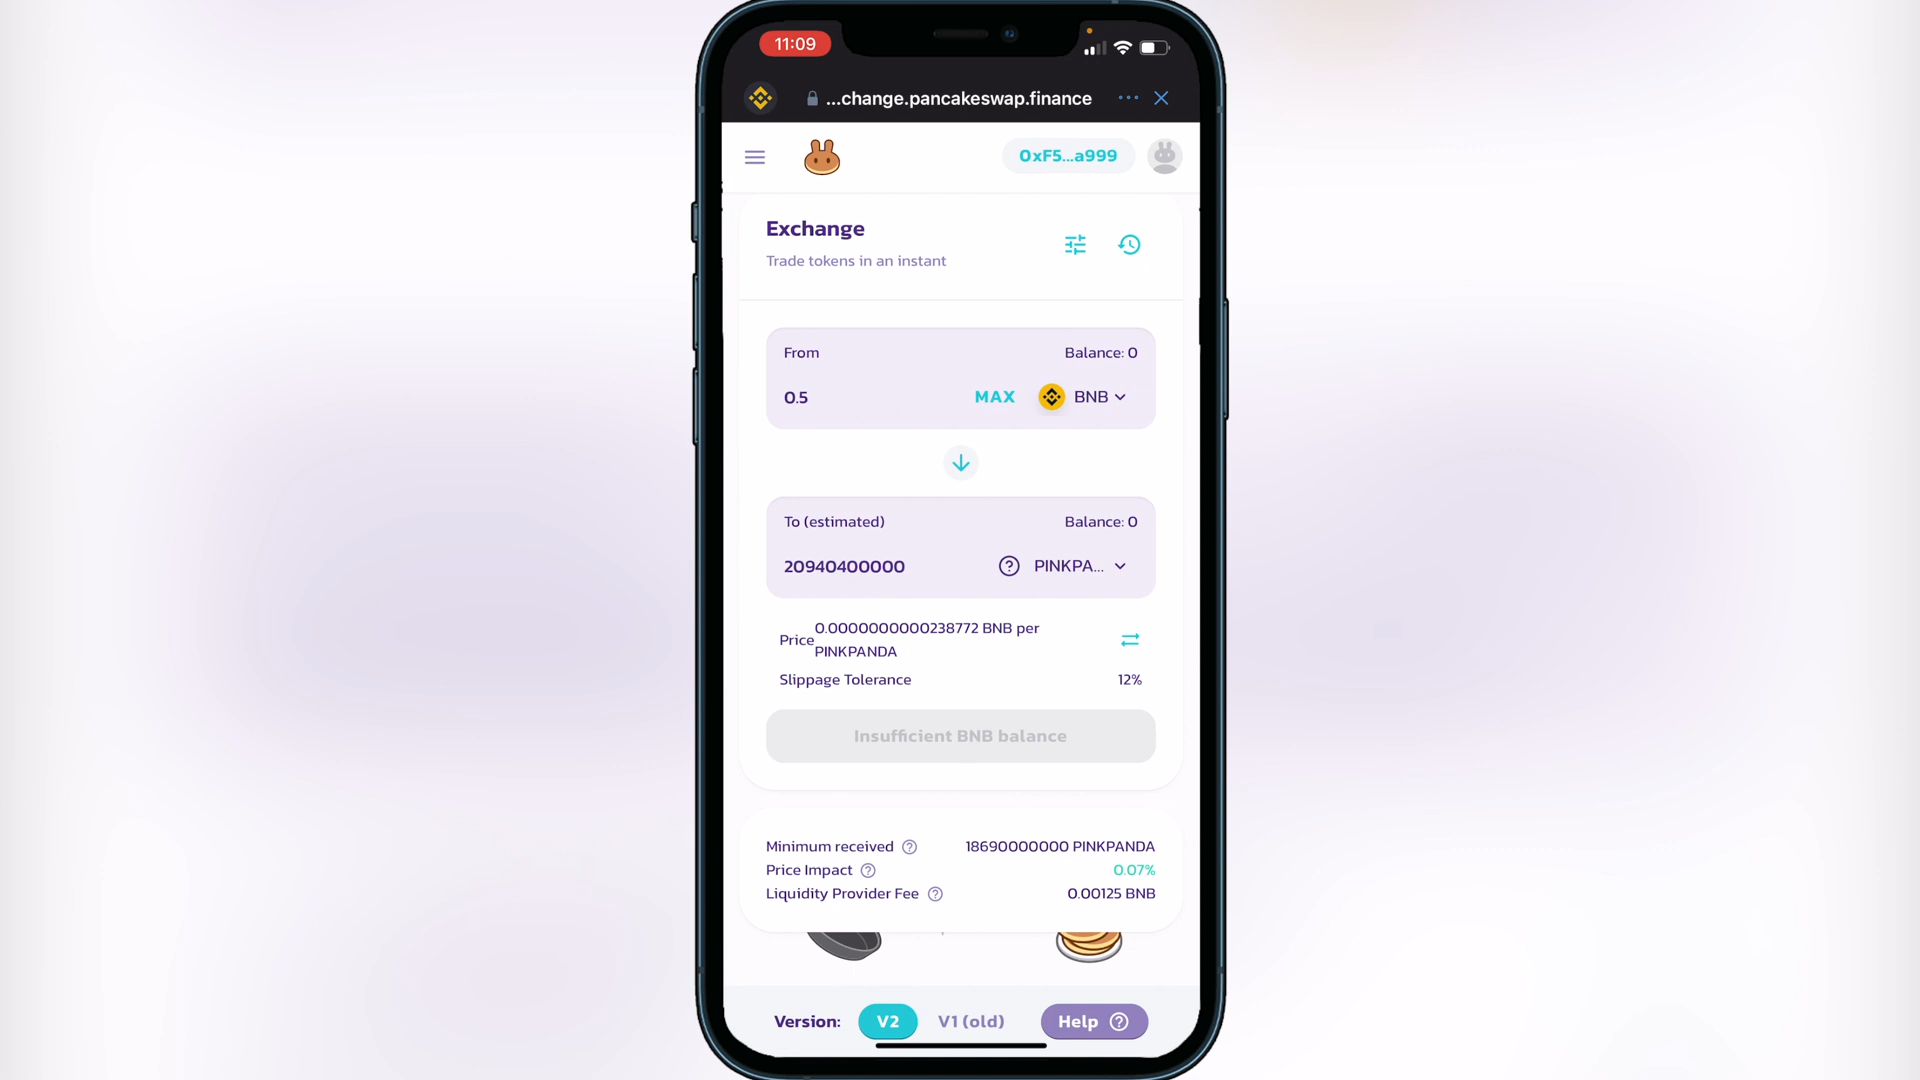 11:09
...change.pancakeswap.finance
0xF5...a999
Exchange
Trade tokens in an instant
From
Balance: 0
0.5
MAX
BNB
To (estimated)
Balance: 0
20940400000
PINKPA...
Price
0.0000000000238772 BNB per
PINKPANDA
Slippage Tolerance
12%
Insufficient BNB balance
Minimum received
18690000000 PINKPANDA
Price Impact
0.07%
Liquidity Provider Fee
0.00125 BNB
Version:
V2
V1 (old)
Help